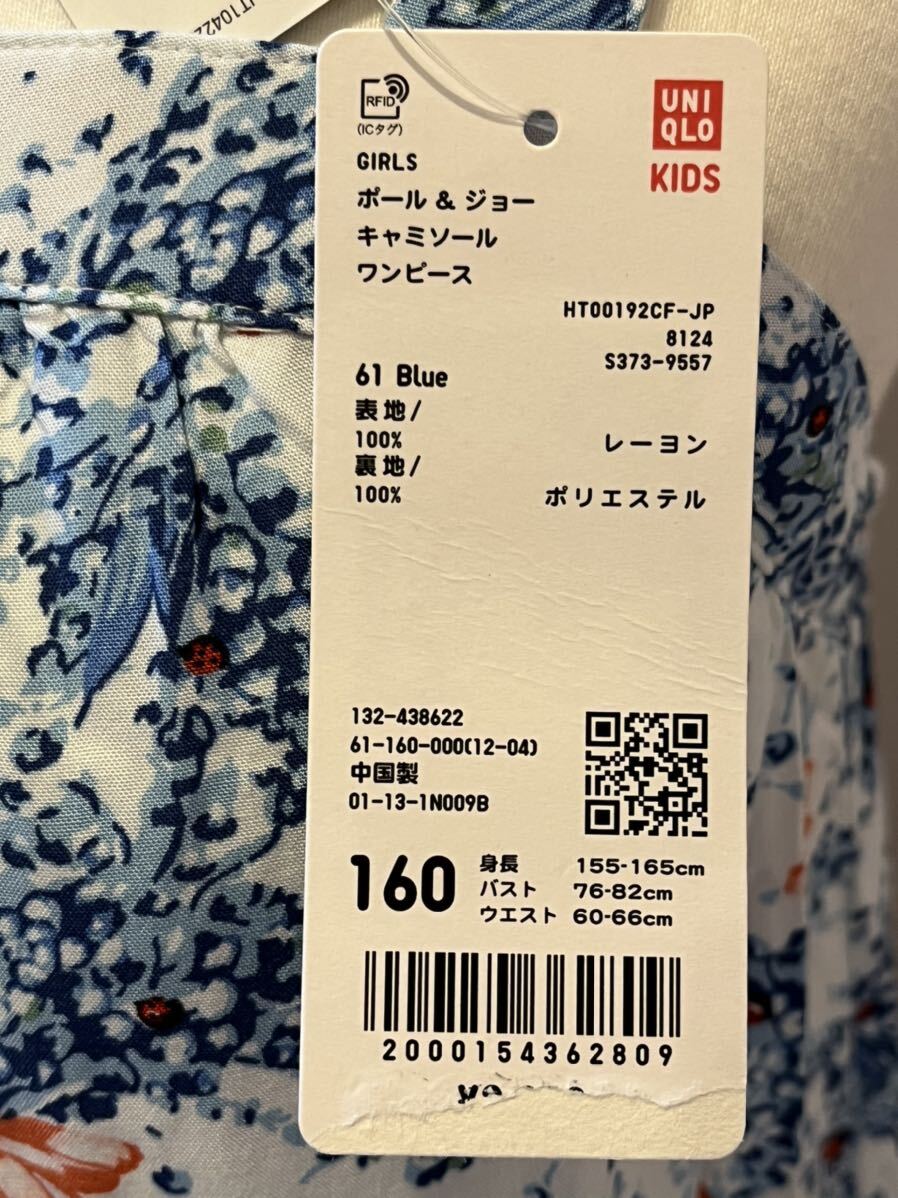 RFID
(ICタグ)
UNI
QLO
KIDS
GIRLS
ポール & ジョー
キャミソール
ワンピース
HT00192CF-JP
8124
S373-9557
61 Blue
表地/
100% レーヨン
裏地/
100% ポリエステル
132-438622
61-160-000(12-04)
中国製
01-13-1N009B
160
身長 155-165cm
バスト 76-82cm
ウエスト 60-66cm
2000154362809